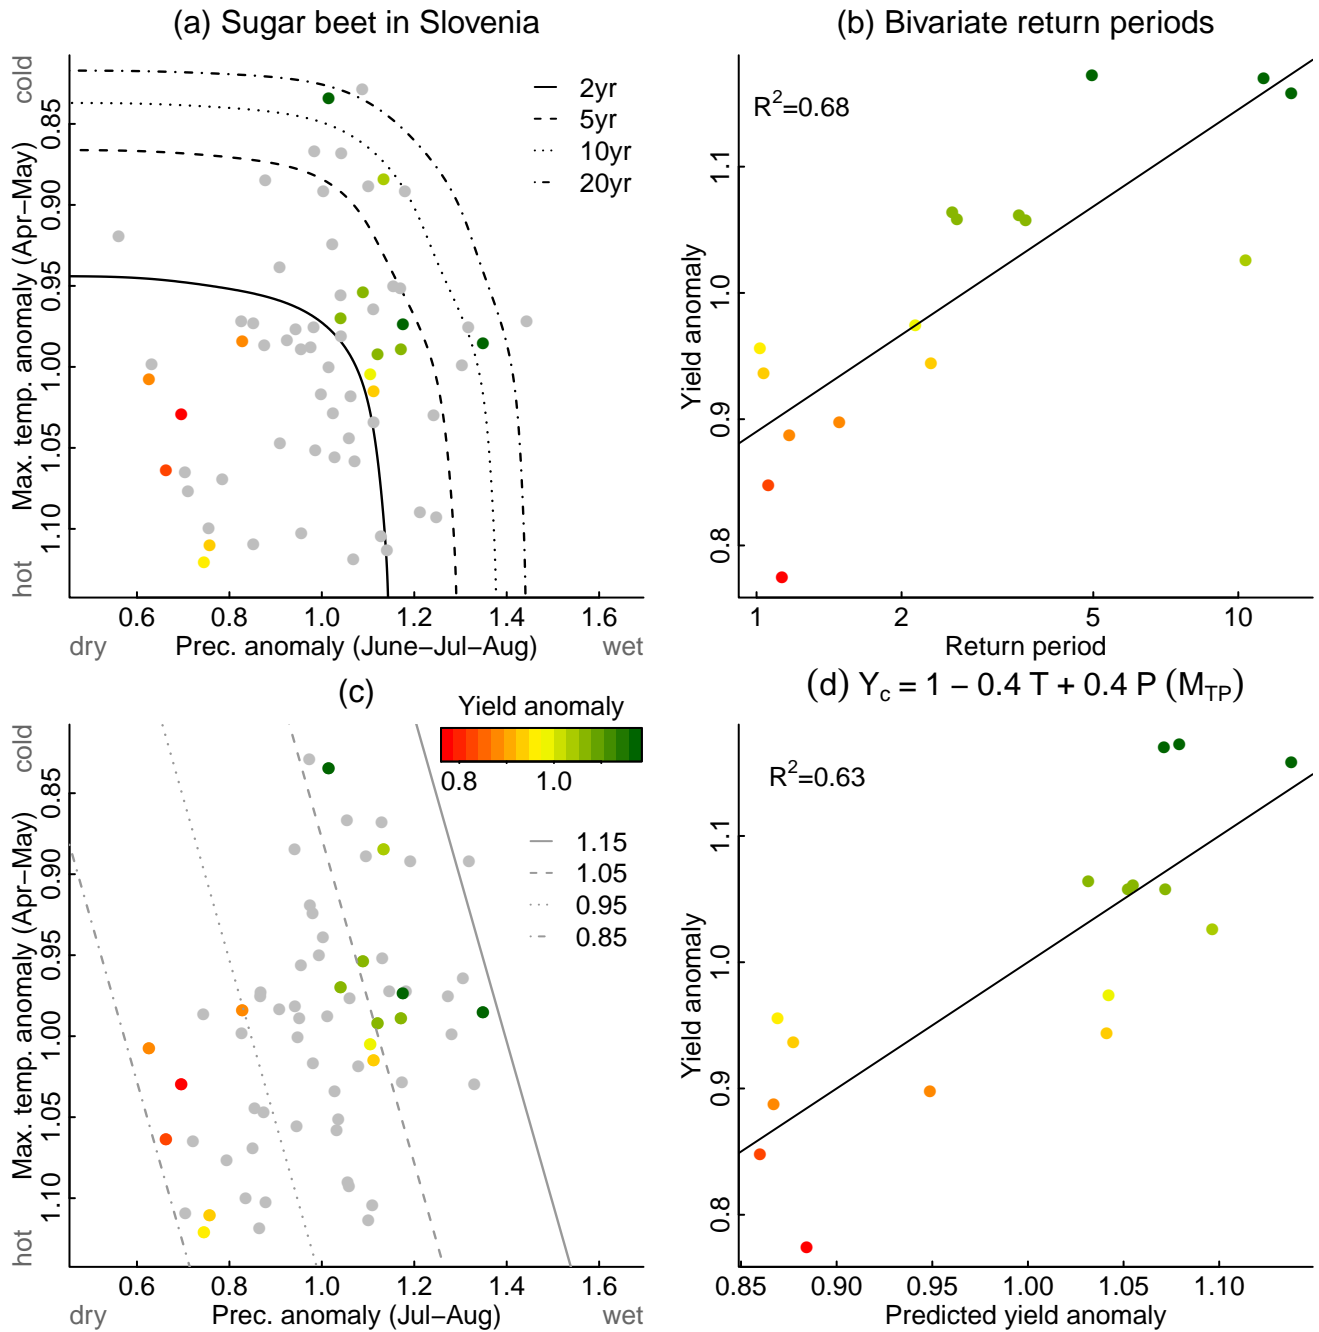 (a) Sugar beet in Slovenia
cold
hot
Max. temp. anomaly (Apr−May)
0.85
0.90
0.95
1.00
1.05
1.10
2yr
5yr
10yr
20yr
0.6 0.8 1.0 1.2 1.4 1.6
dry Prec. anomaly (June−Jul−Aug) wet
(b) Bivariate return periods
R²=0.68
Yield anomaly
1.1
1.0
0.9
0.8
1 2 5 10
Return period
(c)
cold
hot
Max. temp. anomaly (Apr−May)
0.85
0.90
0.95
1.00
1.05
1.10
Yield anomaly
0.8 1.0
1.15
1.05
0.95
0.85
0.6 0.8 1.0 1.2 1.4 1.6
dry Prec. anomaly (Jul−Aug) wet
(d) Y_c = 1 − 0.4 T + 0.4 P (M_TP)
R²=0.63
Yield anomaly
1.1
1.0
0.9
0.8
0.85 0.90 0.95 1.00 1.05 1.10
Predicted yield anomaly